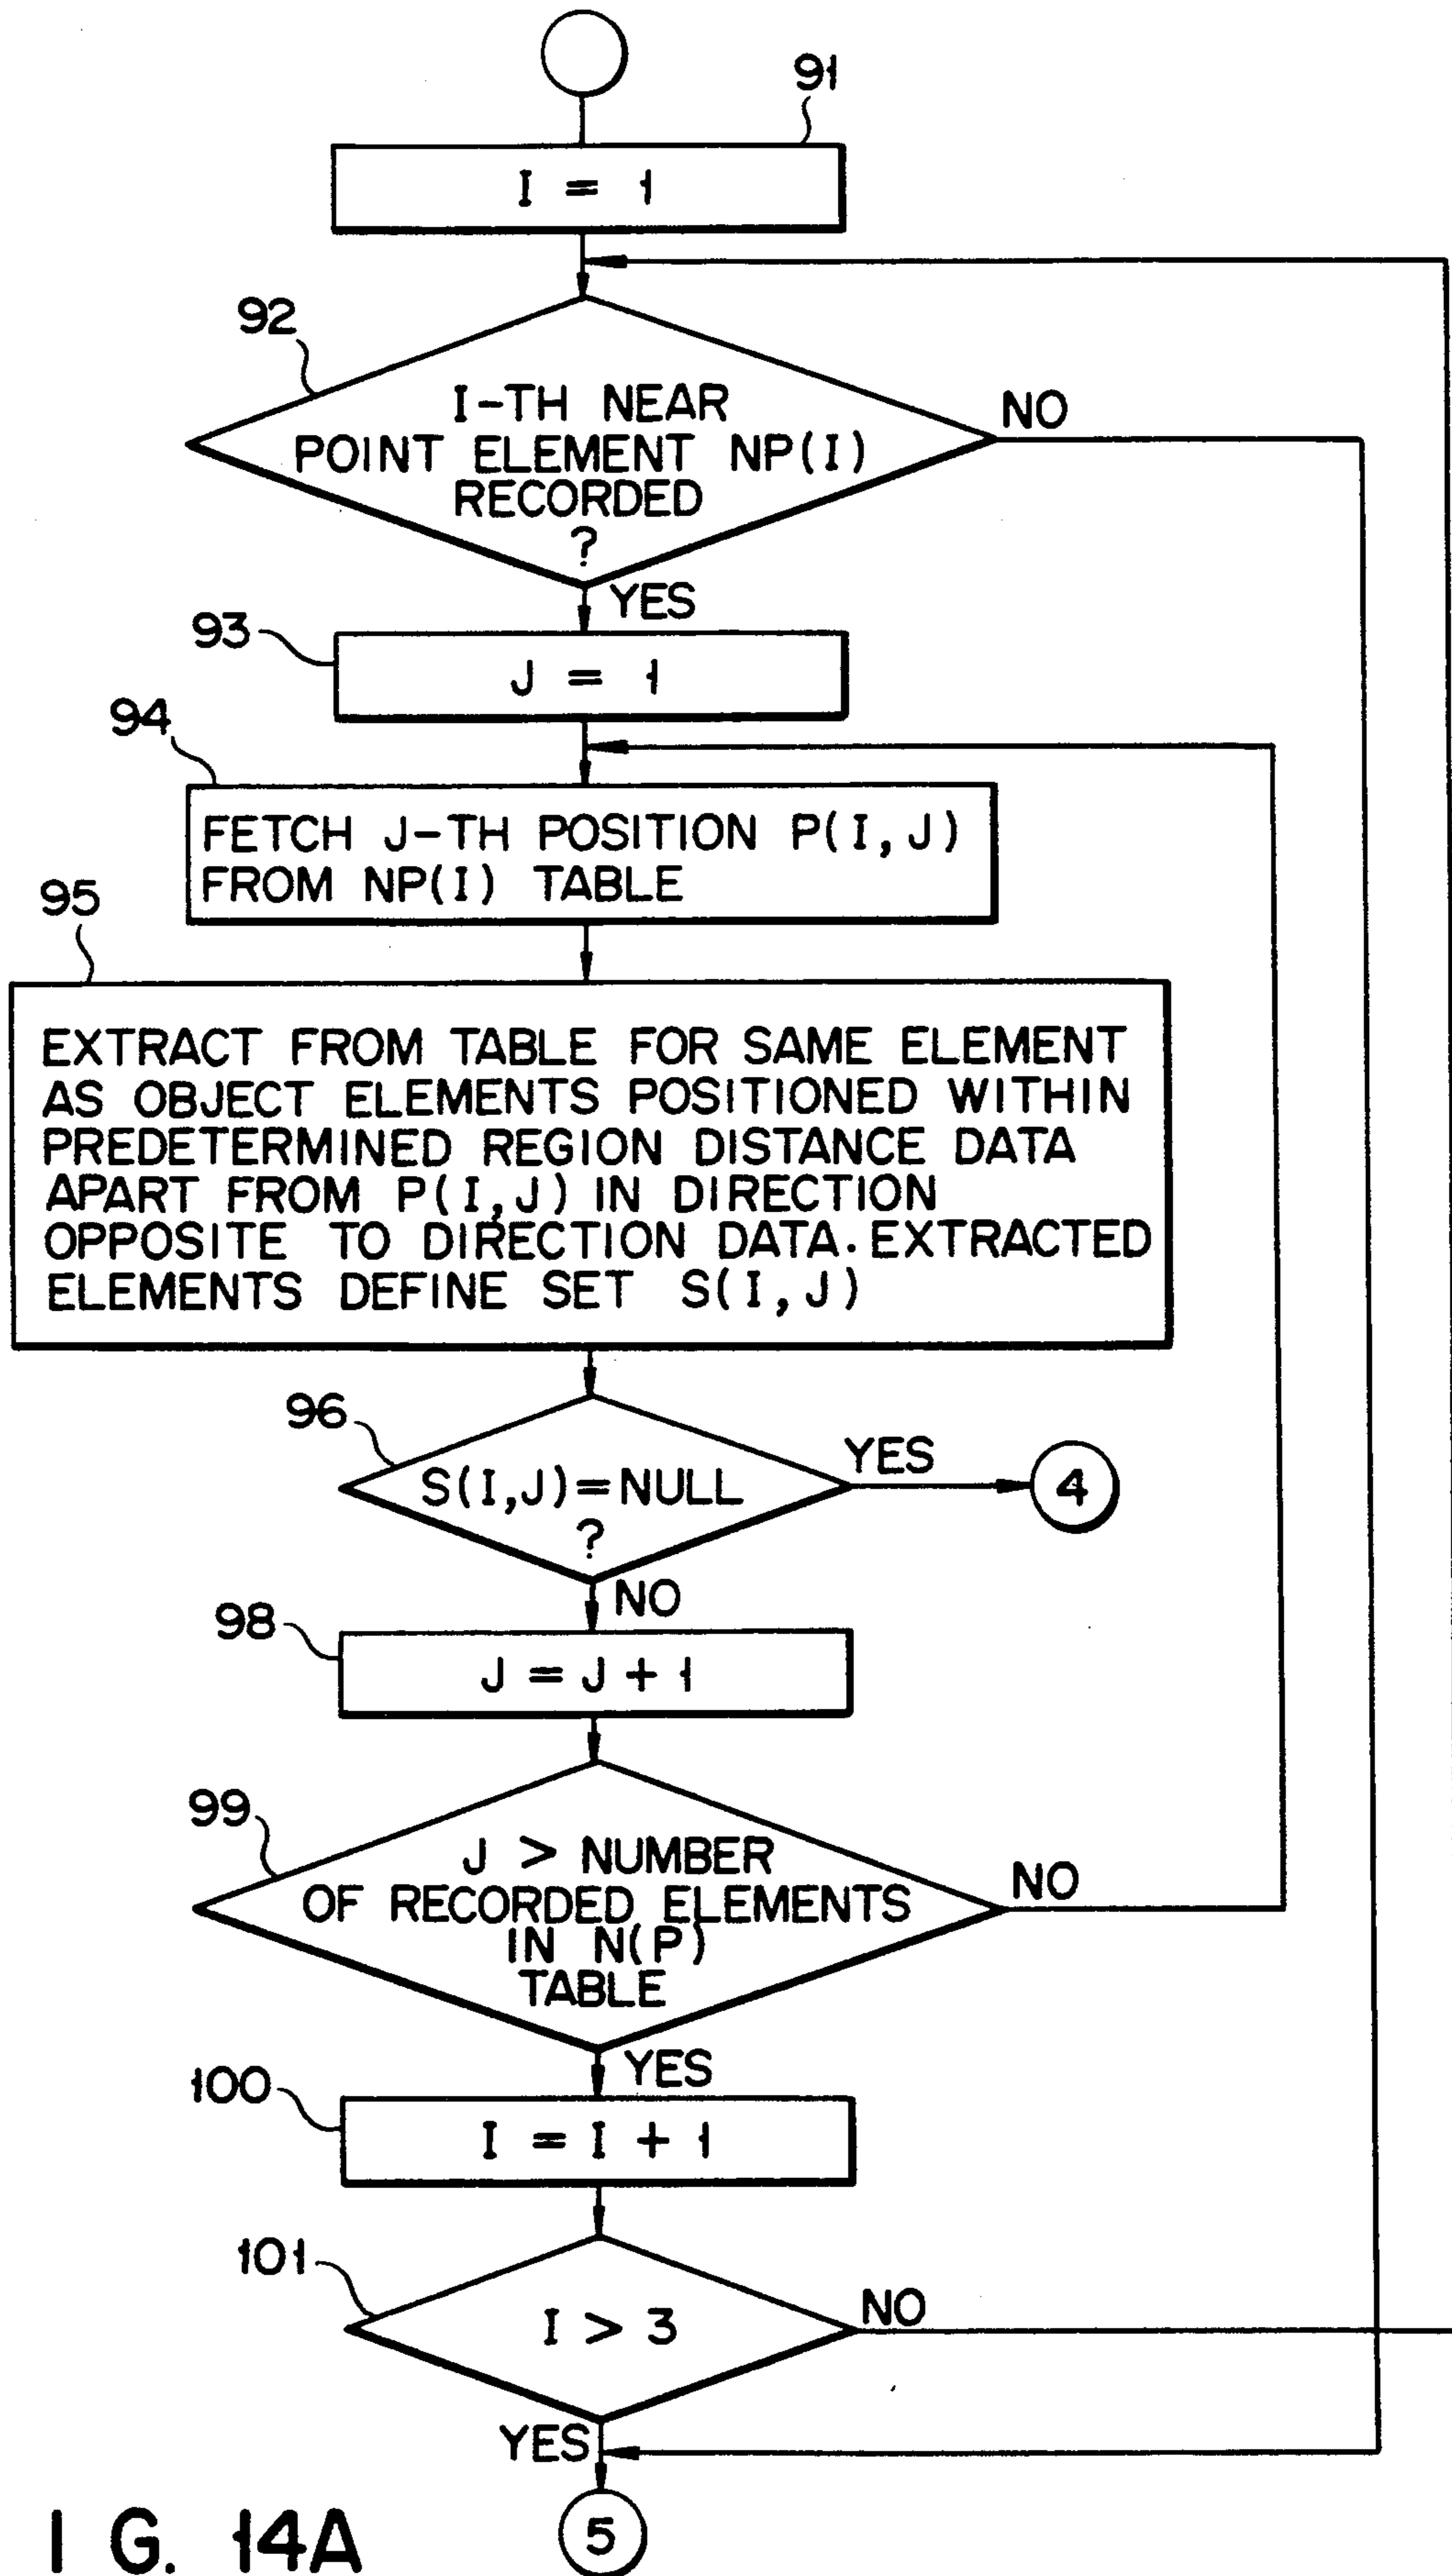 91
I = 1
92
I-TH NEAR
POINT ELEMENT NP(I)
RECORDED
?
NO
YES
93
J = 1
94
FETCH J-TH POSITION P(I,J)
FROM NP(I) TABLE
95
EXTRACT FROM TABLE FOR SAME ELEMENT
AS OBJECT ELEMENTS POSITIONED WITHIN
PREDETERMINED REGION DISTANCE DATA
APART FROM P(I,J) IN DIRECTION
OPPOSITE TO DIRECTION DATA. EXTRACTED
ELEMENTS DEFINE SET S(I,J)
96
S(I,J)=NULL
?
YES
4
NO
98
J = J + 1
99
J > NUMBER
OF RECORDED ELEMENTS
IN N(P)
TABLE
NO
YES
100
I = I + 1
101
I > 3
NO
YES
5
I G. 14A